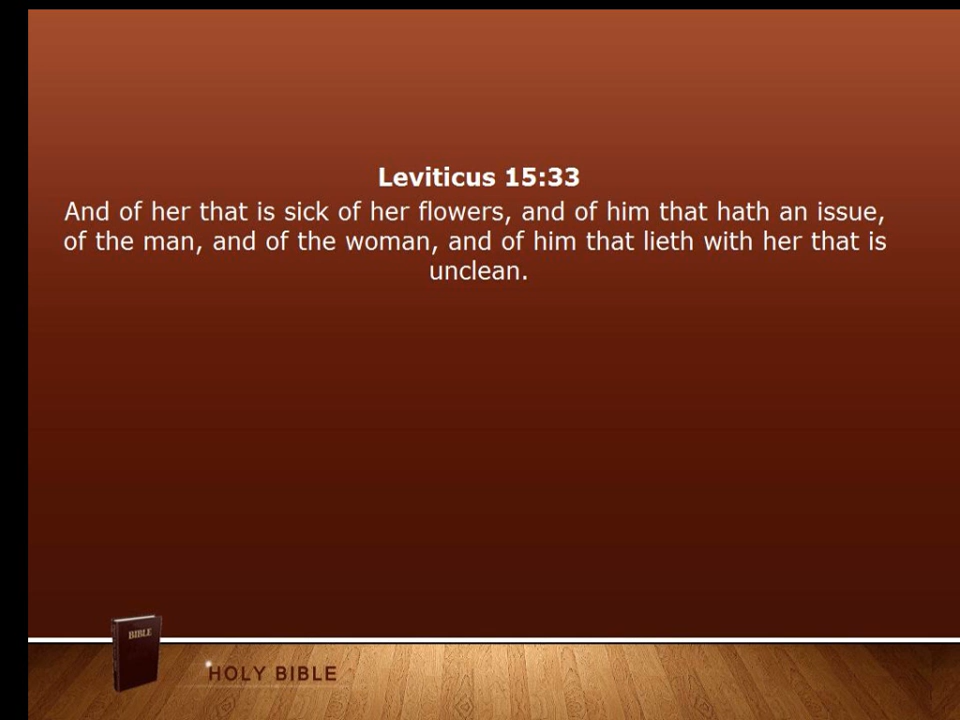 Leviticus 15:33
And of her that is sick of her flowers, and of him that hath an issue,
of the man, and of the woman, and of him that lieth with her that is
unclean.
BIBLE
HOLY BIBLE